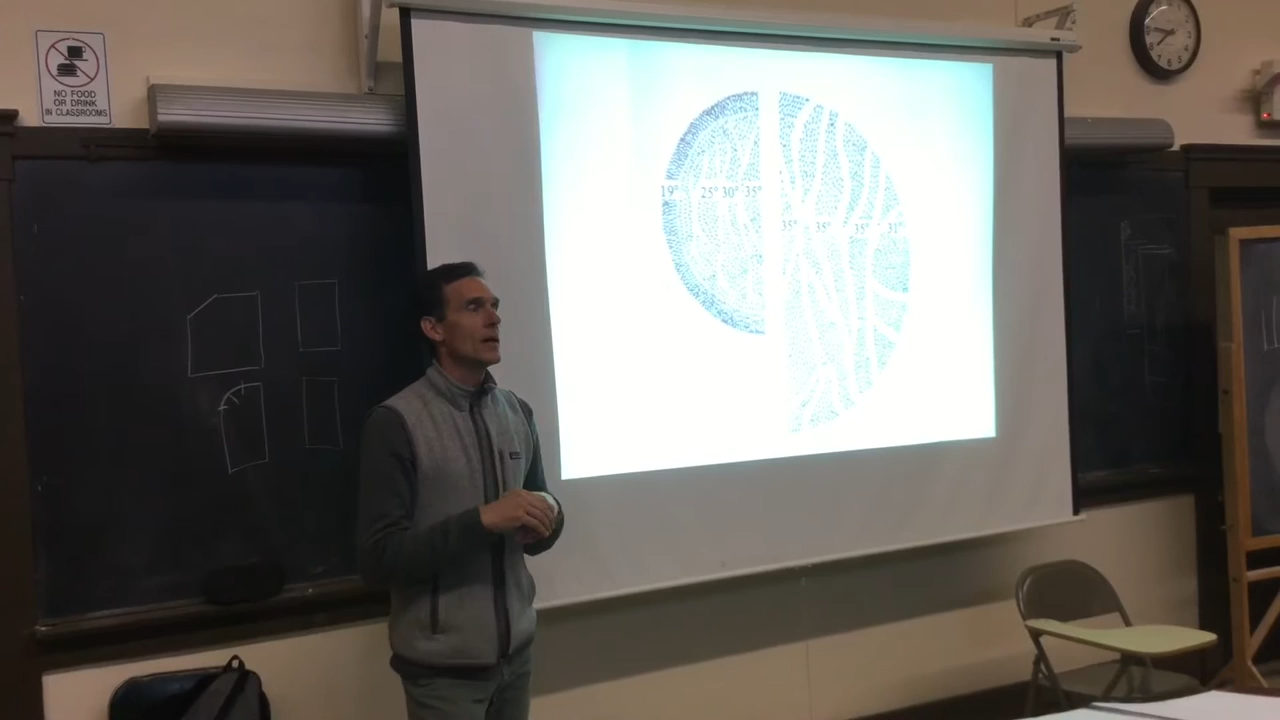 NO FOOD
OR DRINK
IN CLASSROOMS
19° 25° 30° 35°
35° 35° 35° 31°